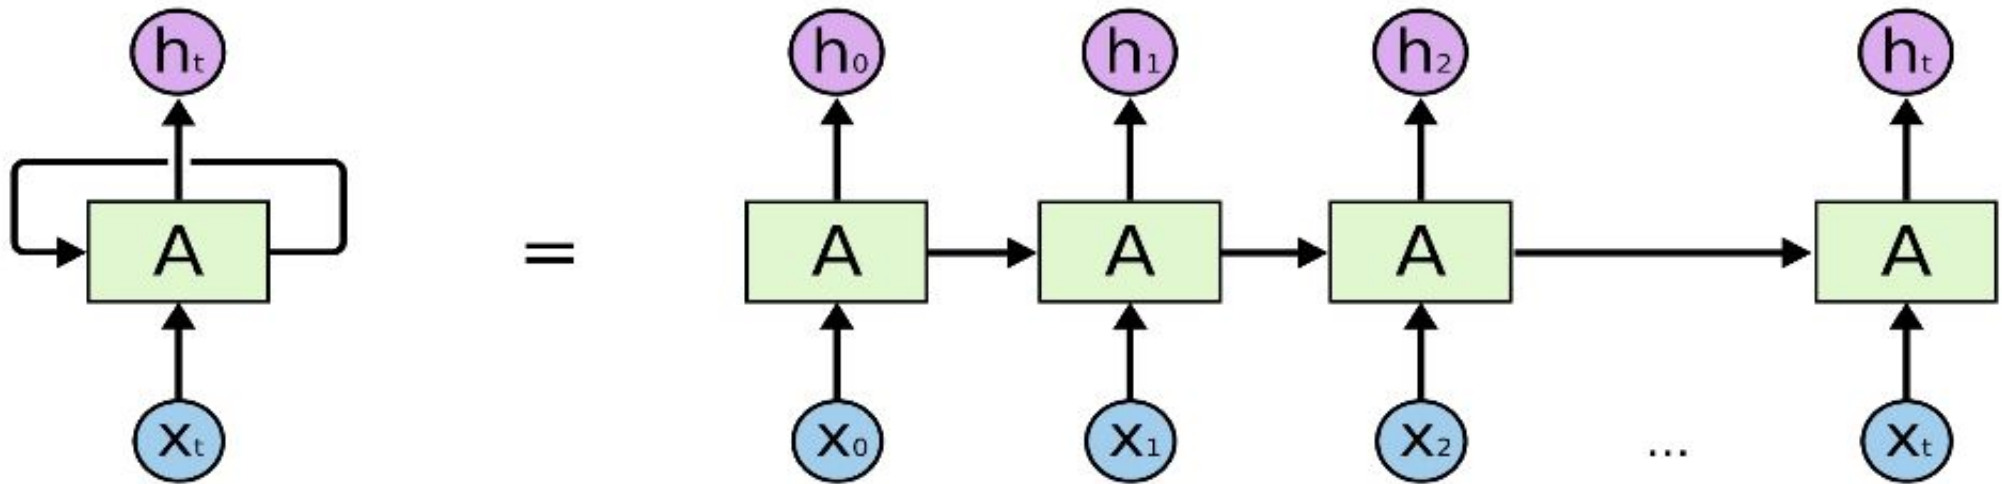 hₜ h₀ h₁ h₂ hₜ
A = A A A A
xₜ x₀ x₁ x₂ ... xₜ